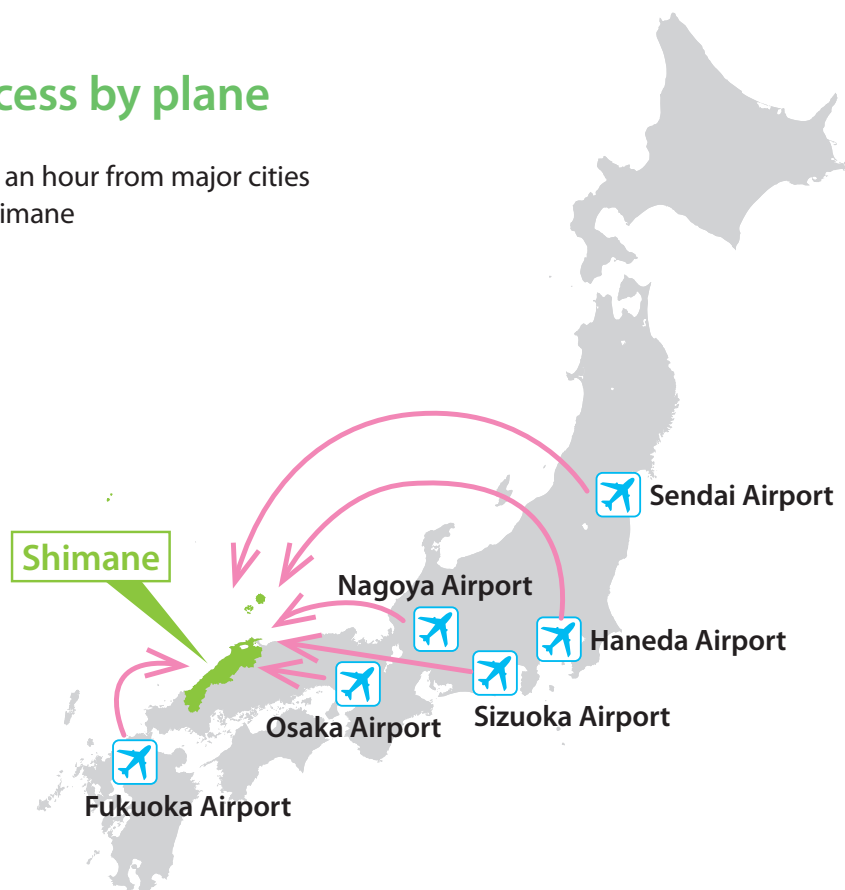 cess by plane
an hour from major cities
imane
Sendai Airport
Shimane
Nagoya Airport
Haneda Airport
Osaka Airport
Sizuoka Airport
Fukuoka Airport